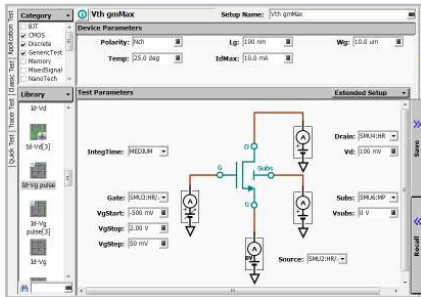 Category
BJT
CMOS
Discrete
GenericTest
Memory
MixedSignal
NanoTech
Application Test
Classic Test
Tracer Test
Quick Test
Library
Id-Vd
Id-Vd[3]
Id-Vg pulse
Id-Vg
pulse[3]
Id-Vg
Vth gmMax
Setup Name: Vth gmMax
Device Parameters
Polarity: Nch
Lg: 100 nm
Wg: 10.0 um
Temp: 25.0 deg
IdMax: 10.0 mA
Test Parameters
Extended Setup
IntegTime: MEDIUM
Drain: SMU4:HR
Vd: 100 mV
D
G
Subs
S
A
A
A
A
Gate: SMU3:HR/
VgStart: -500 mV
VgStop: 2.00 V
VgStep: 50 mV
Subs: SMU6:MP
Vsubs: 0 V
0V
Source: SMU2:HR/
Save
Recall